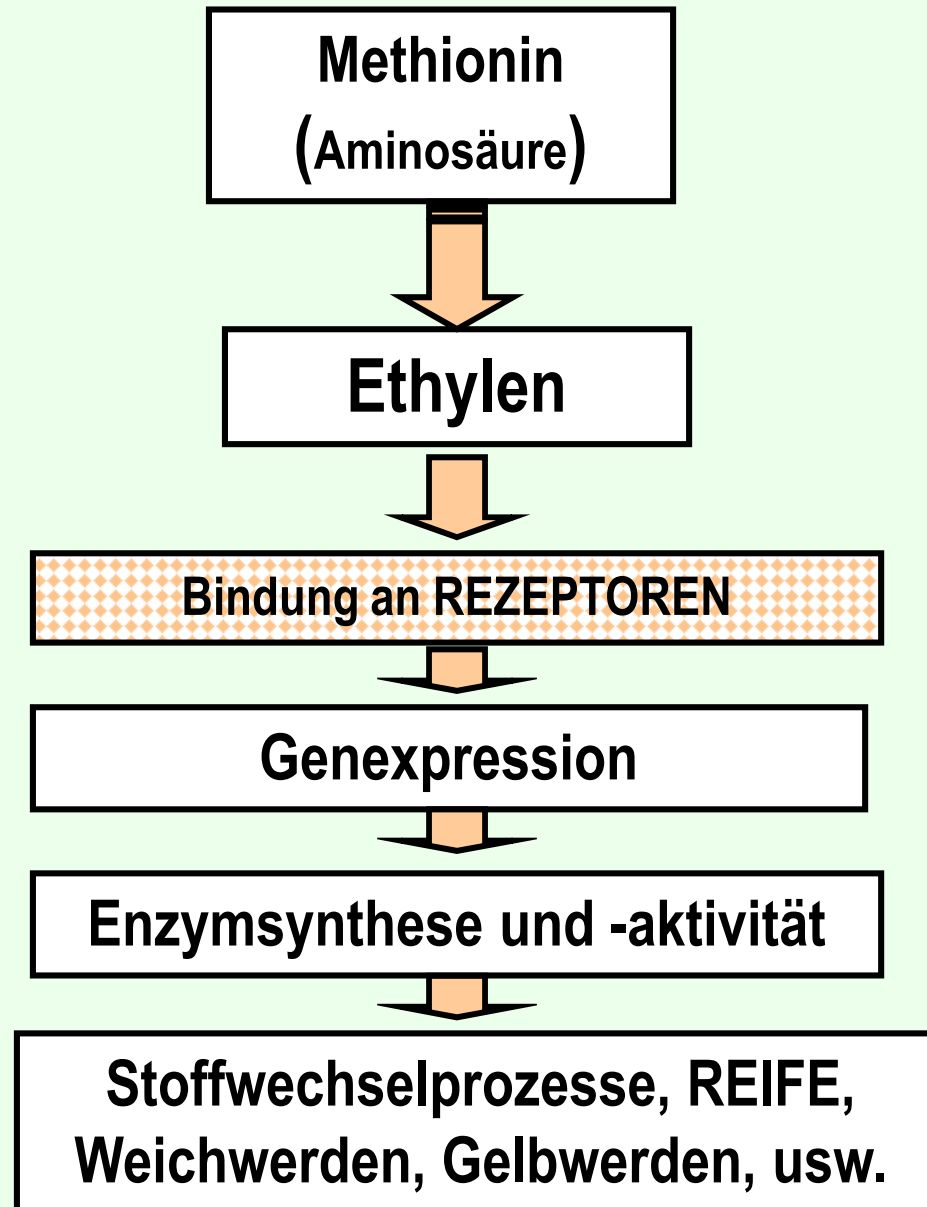 Methionin
(Aminosäure)
Ethylen
Bindung an REZEPTOREN
Genexpression
Enzymsynthese und -aktivität
Stoffwechselprozesse, REIFE,
Weichwerden, Gelbwerden, usw.